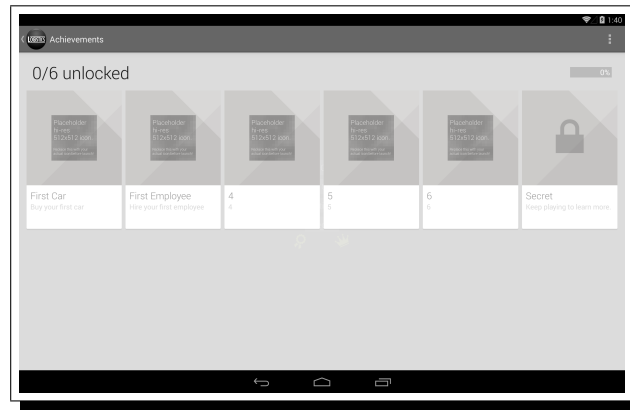 1:40
LOGISTICS Achievements
0/6 unlocked
0%
Placeholder
hi-res
512x512 icon.
Placeholder
hi-res
512x512 icon.
Placeholder
hi-res
512x512 icon.
Placeholder
hi-res
512x512 icon.
Placeholder
hi-res
512x512 icon.
First Car
Buy your first car
First Employee
Hire your first employee
4
4
5
5
6
6
Secret
Keep playing to learn more.